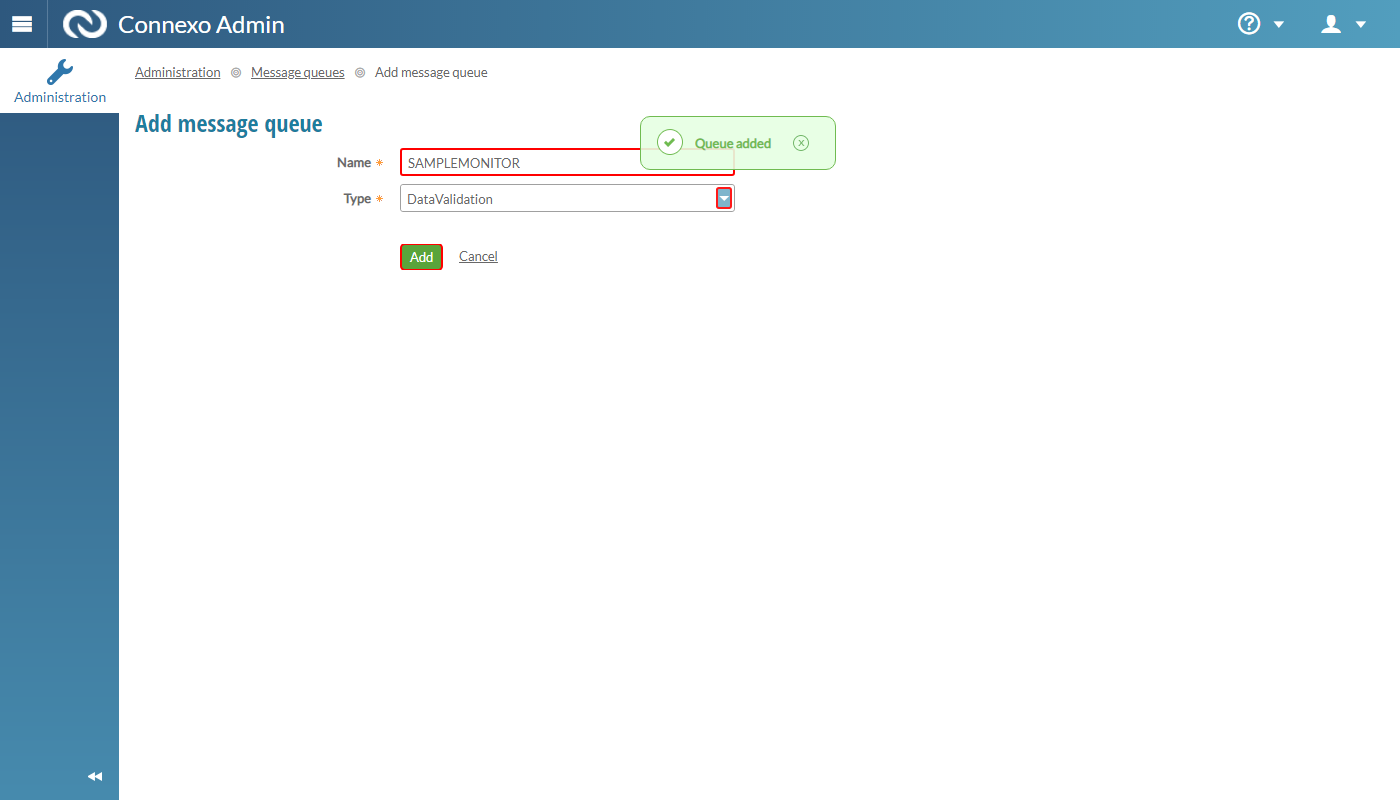 Connexo Admin
Administration
Administration Message queues Add message queue
Add message queue
Queue added
Name * SAMPLEMONITOR
Type * DataValidation
Add Cancel